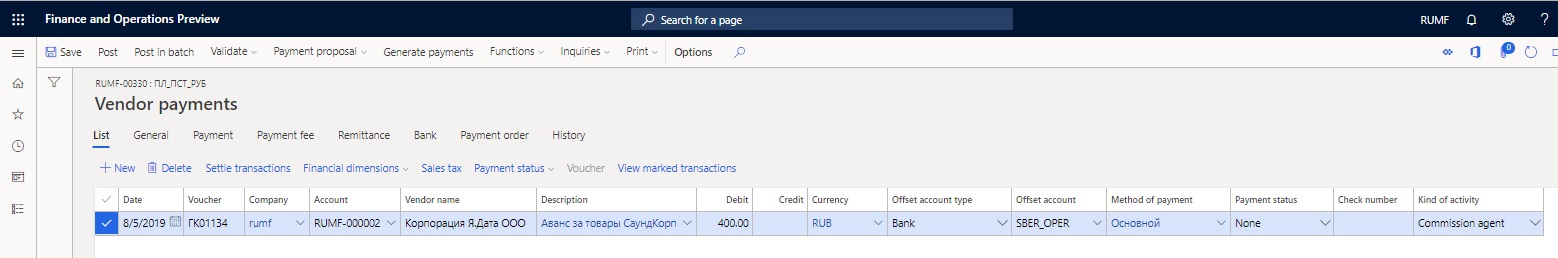 Finance and Operations Preview Search for a page RUMF ?
Save Post Post in batch Validate Payment proposal Generate payments Functions Inquiries Print Options 0
RUMF-00330 : ПЛ_ПСТ_РУБ
Vendor payments
List General Payment Payment fee Remittance Bank Payment order History
New Delete Settle transactions Financial dimensions Sales tax Payment status Voucher View marked transactions
Date Voucher Company Account Vendor name Description Debit Credit Currency Offset account type Offset account Method of payment Payment status Check number Kind of activity
8/5/2019 ГК01134 rumf RUMF-000002 Корпорация Я.Дата ООО Аванс за товары СаундКорп 400.00 RUB Bank SBER_OPER Основной None Commission agent